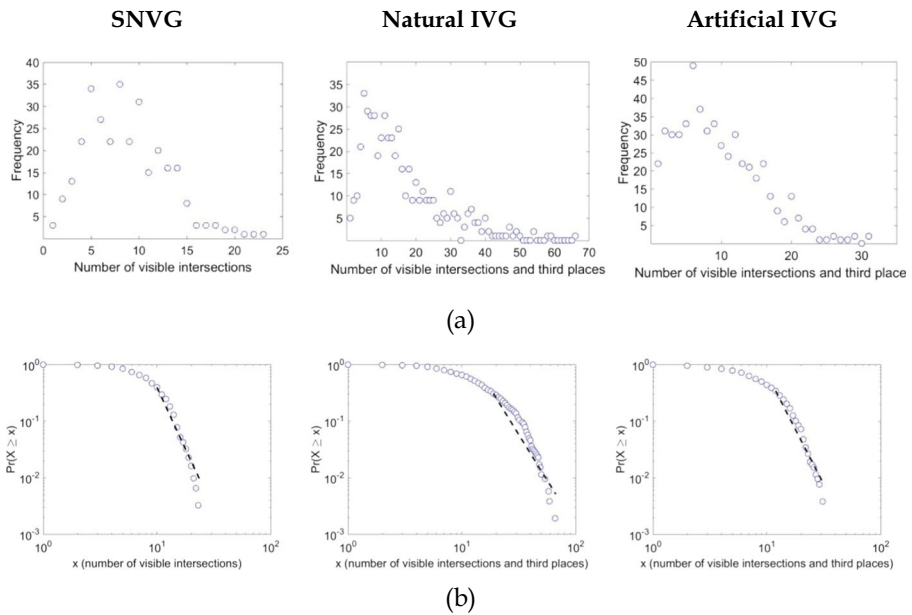 SNVG Natural IVG Artificial IVG
40
35
30
25
20
15
10
5
Frequency
0 5 10 15 20 25
Number of visible intersections
40
35
30
25
20
15
10
5
Frequency
10 20 30 40 50 60 70
Number of visible intersections and third places
50
45
40
35
30
25
20
15
10
5
Frequency
10 20 30
Number of visible intersections and third place
(a)
10^0
10^-1
10^-2
10^-3
Pr(X ≥ x)
10^0 10^1 10^2
x (number of visible intersections)
10^0
10^-1
10^-2
10^-3
Pr(X ≥ x)
10^0 10^1 10^2
x (number of visible intersections and third places)
10^0
10^-1
10^-2
10^-3
Pr(X ≥ x)
10^0 10^1 10^2
x (number of visible intersections and third places)
(b)